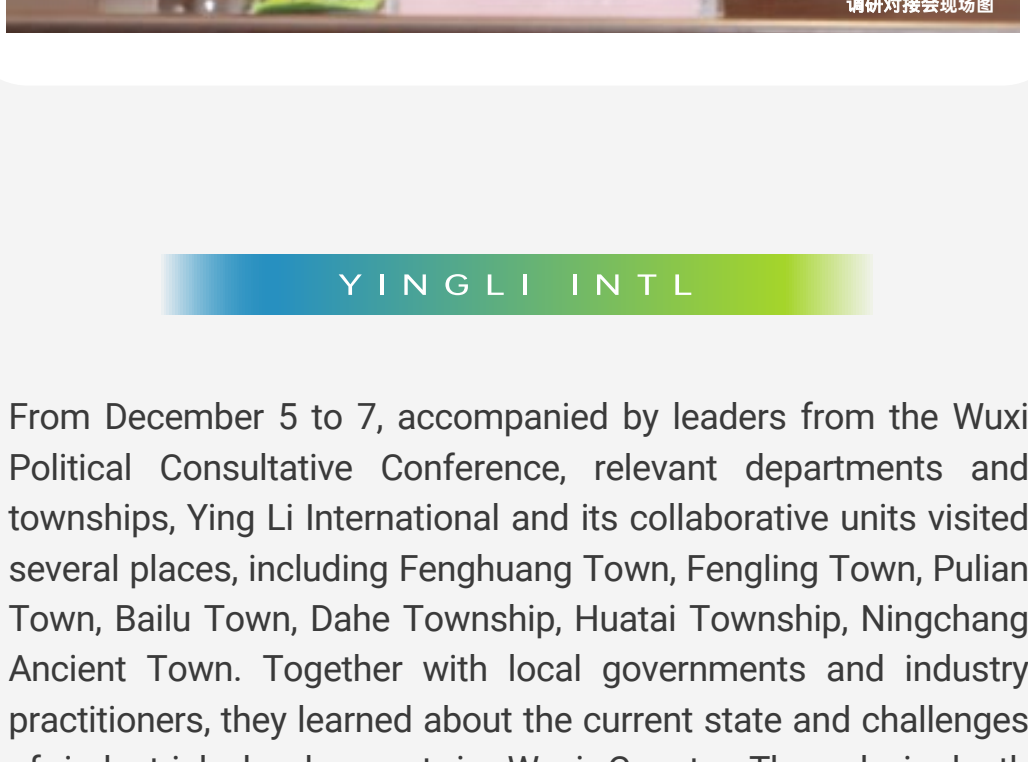 调研对接会现场图
YINGLI INTL
From December 5 to 7, accompanied by leaders from the Wuxi
Political Consultative Conference, relevant departments and
townships, Ying Li International and its collaborative units visited
several places, including Fenghuang Town, Fengling Town, Pulian
Town, Bailu Town, Dahe Township, Huatai Township, Ningchang
Ancient Town. Together with local governments and industry
practitioners, they learned about the current state and challenges